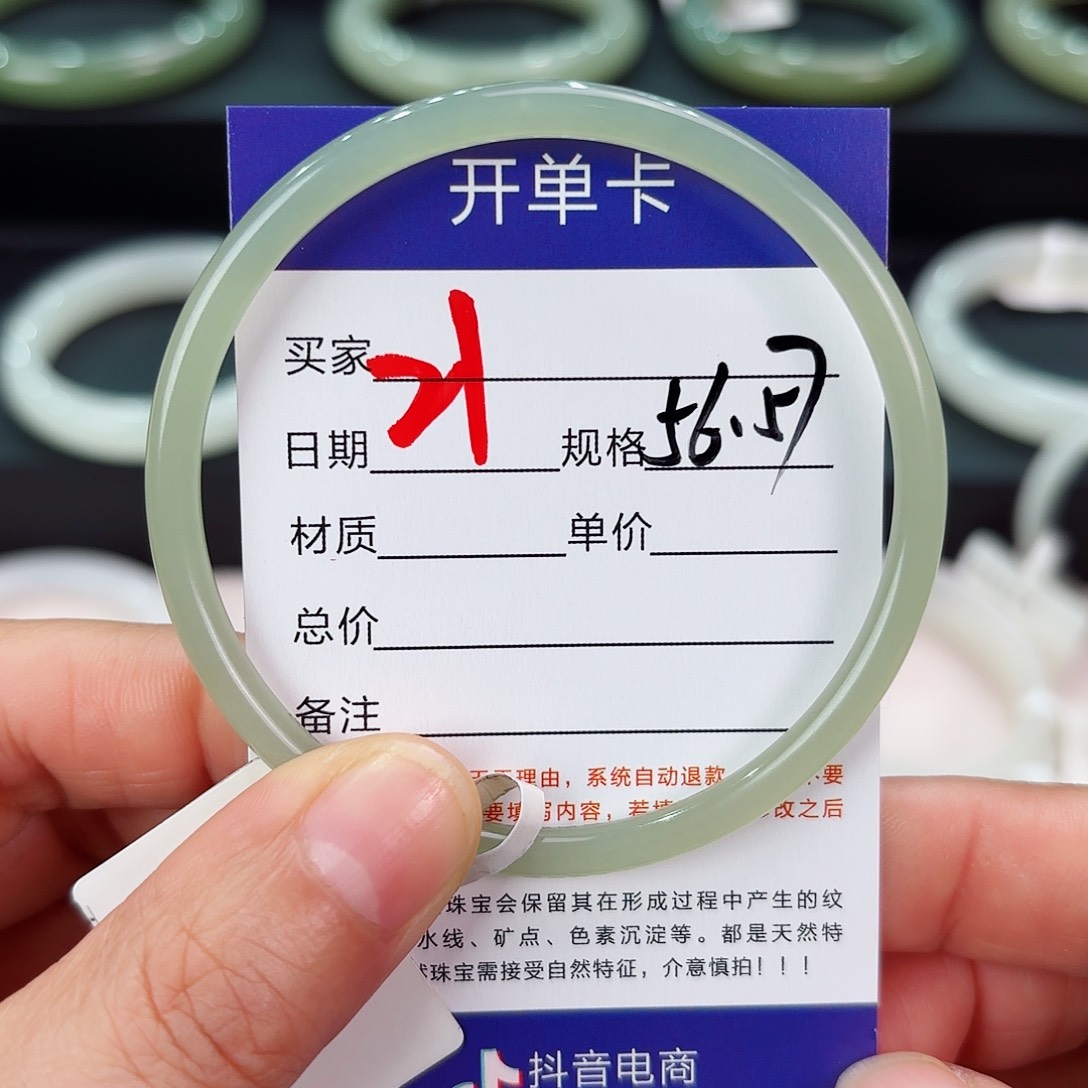 开单卡
买家
日期 规格 56.5
材质 单价
总价
备注
理由，系统自动退款 不要
要填写内容，若 改之后
珠宝会保留其在形成过程中产生的纹
水线、矿点、色素沉淀等。都是天然特
珠宝需接受自然特征，介意慎拍！！！
抖音电商